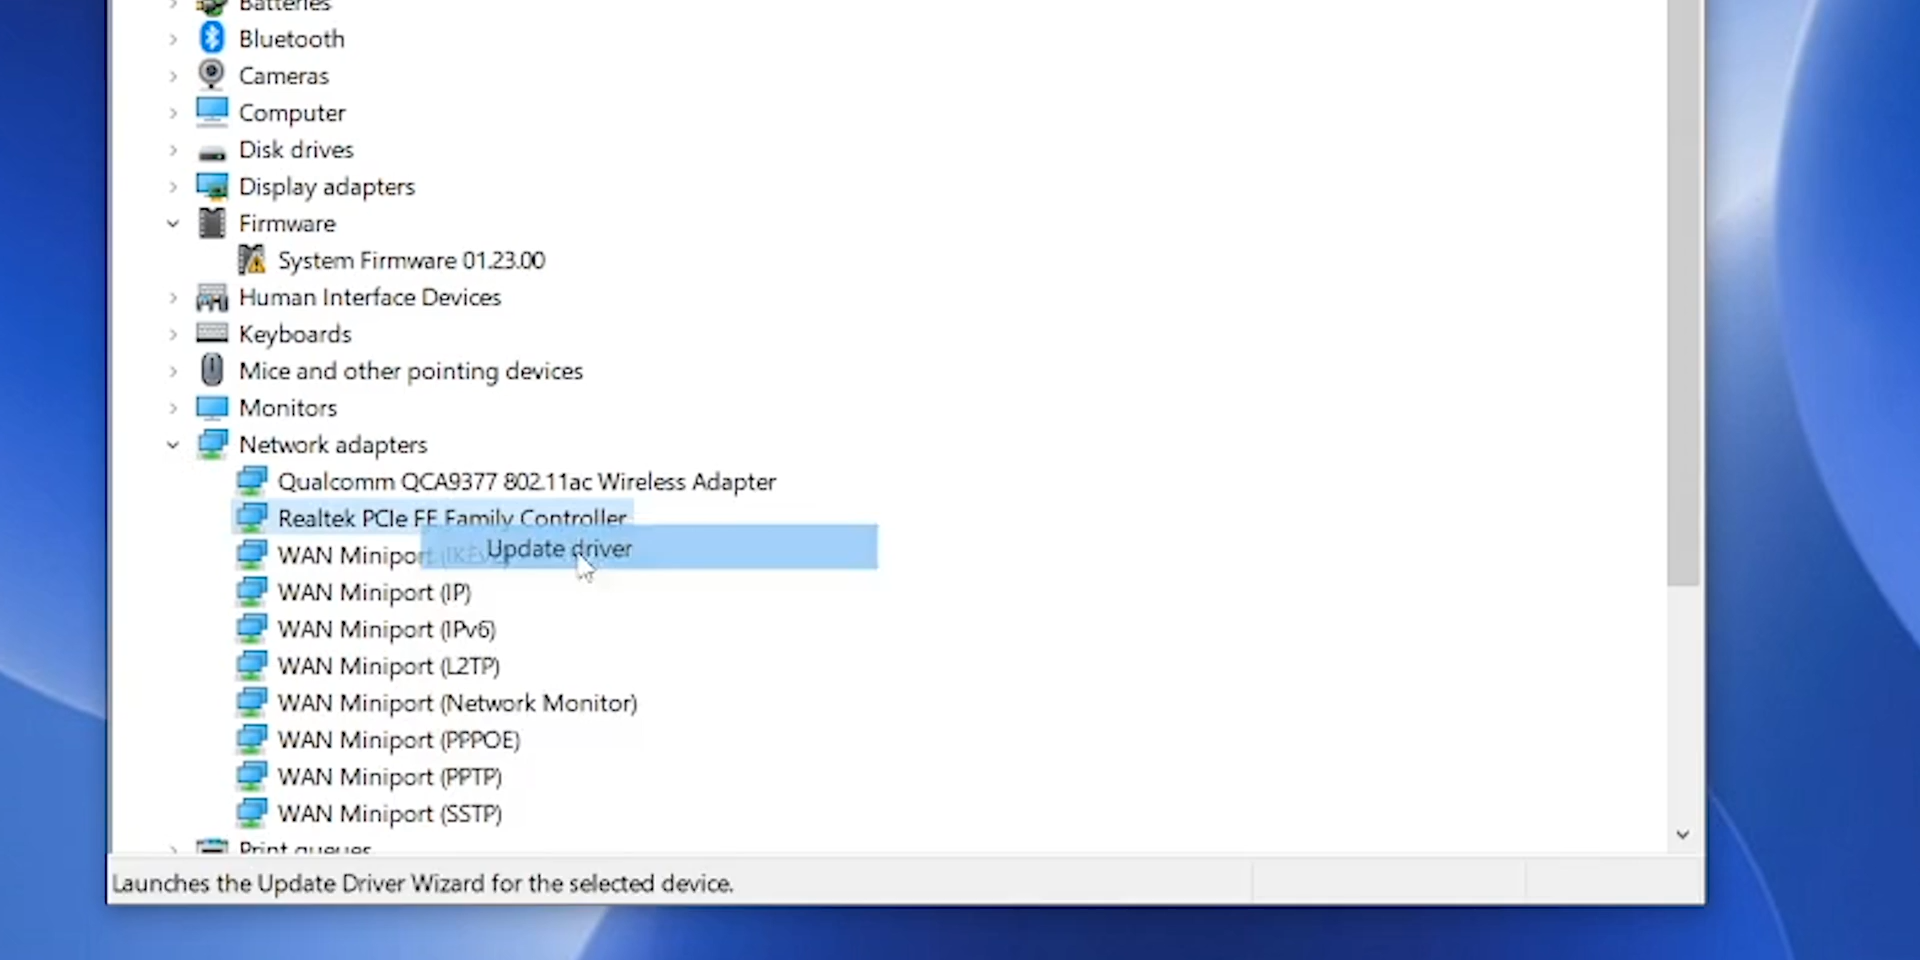 Batteries
Bluetooth
Cameras
Computer
Disk drives
Display adapters
Firmware
System Firmware 01.23.00
Human Interface Devices
Keyboards
Mice and other pointing devices
Monitors
Network adapters
Qualcomm QCA9377 802.11ac Wireless Adapter
Realtek PCIe FE Family Controller
Update driver
WAN Miniport (IKEv2)
WAN Miniport (IP)
WAN Miniport (IPv6)
WAN Miniport (L2TP)
WAN Miniport (Network Monitor)
WAN Miniport (PPPOE)
WAN Miniport (PPTP)
WAN Miniport (SSTP)
Print queues
Launches the Update Driver Wizard for the selected device.